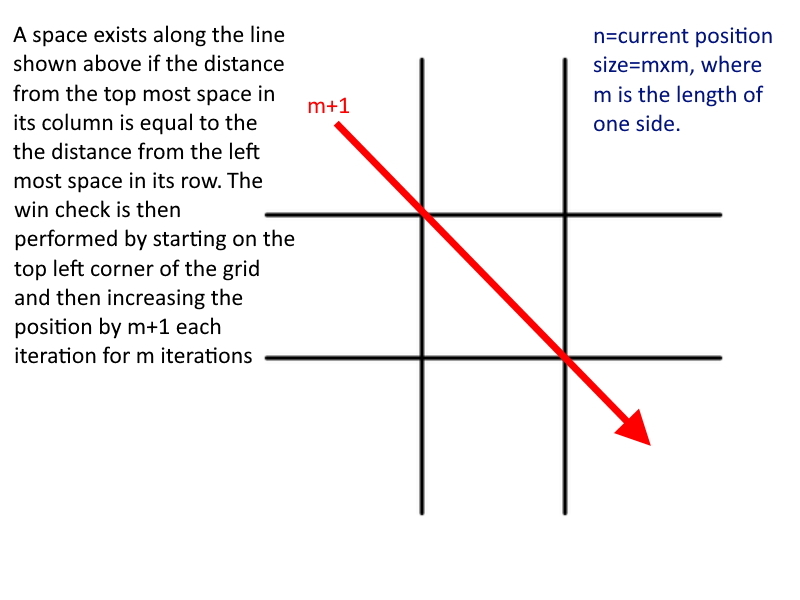 A space exists along the line
shown above if the distance
from the top most space in
its column is equal to the
the distance from the left
most space in its row. The
win check is then
performed by starting on the
top left corner of the grid
and then increasing the
position by m+1 each
iteration for m iterations
m+1
n=current position
size=mxm, where
m is the length of
one side.